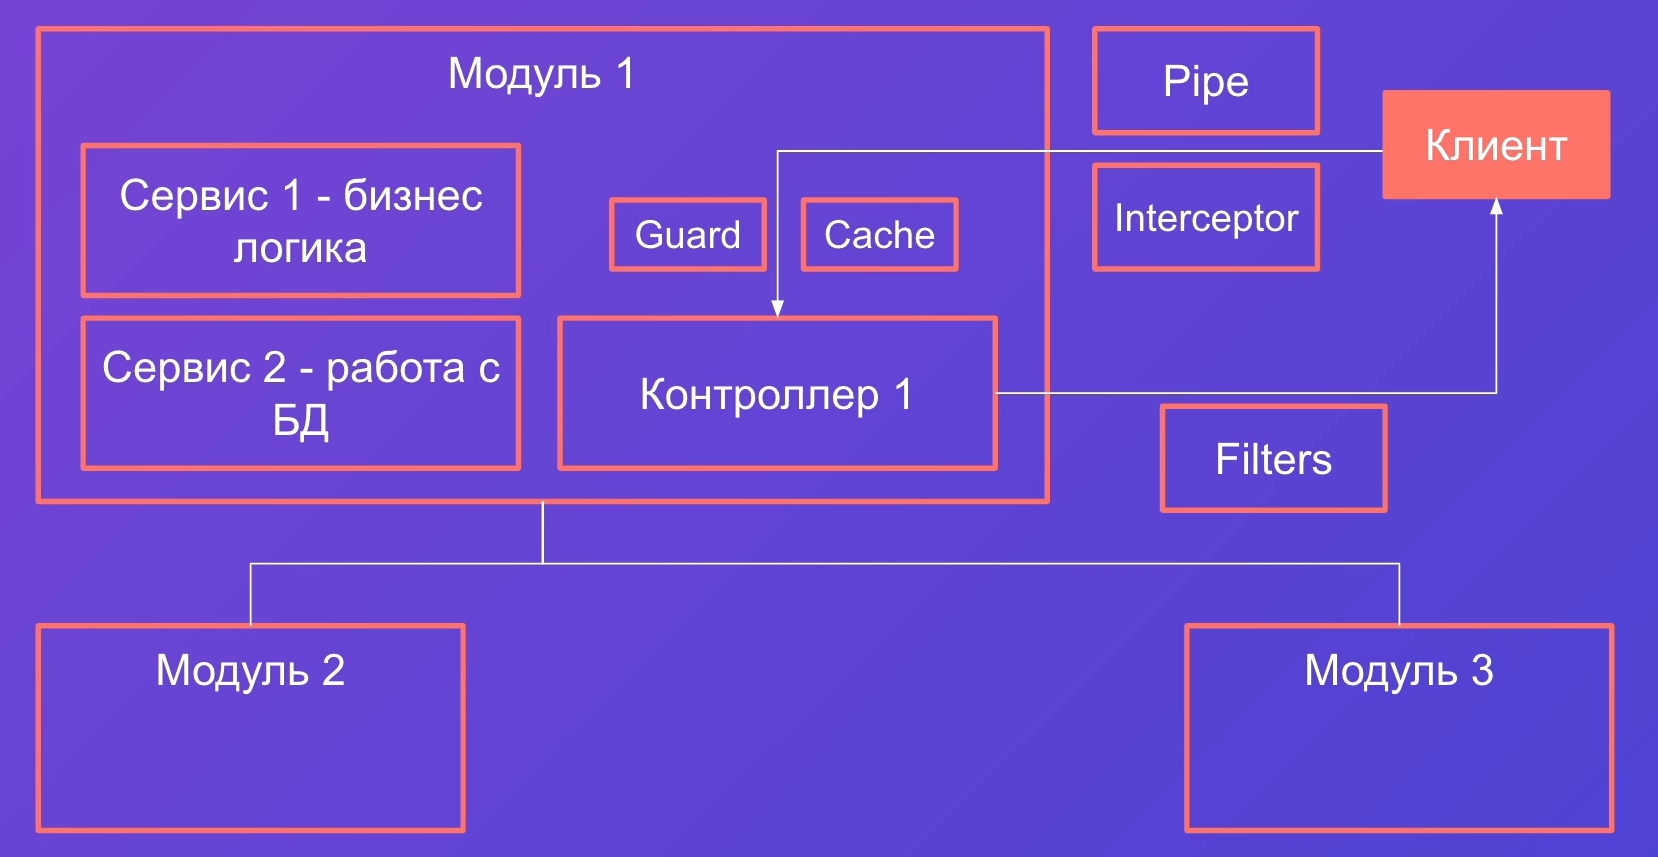 Модуль 1
Сервис 1 - бизнес
логика
Сервис 2 - работа с
БД
Guard
Cache
Контроллер 1
Pipe
Interceptor
Клиент
Filters
Модуль 2
Модуль 3